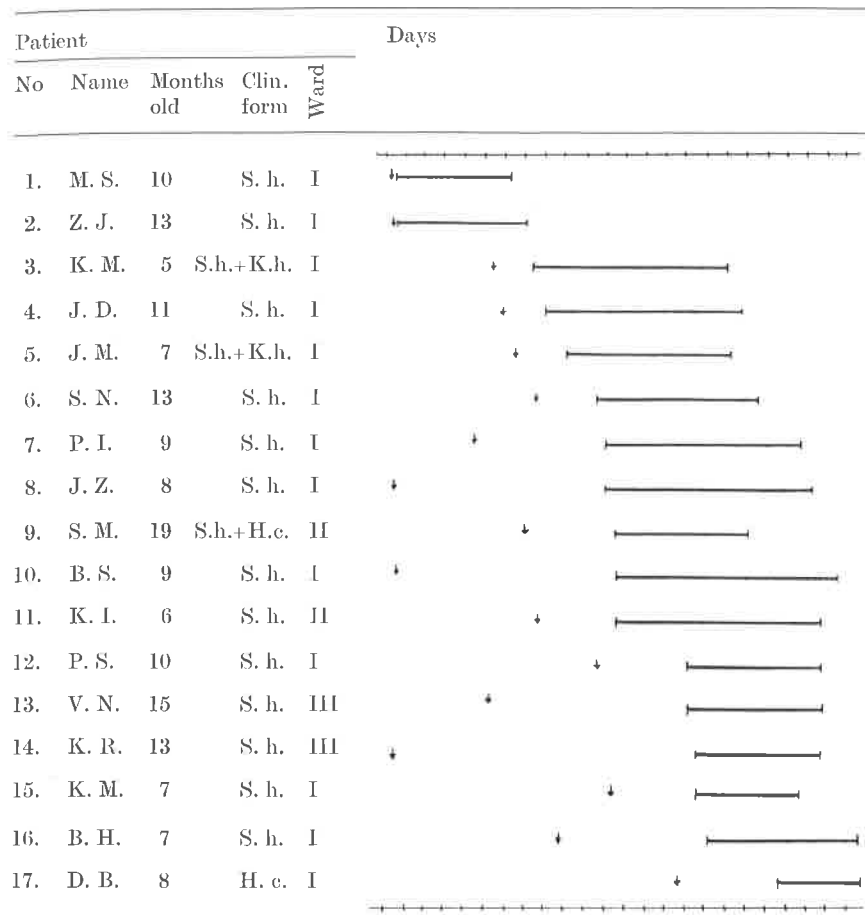 Patient Days
No Name Months old Clin. form Ward
1. M. S. 10 S. h. I
2. Z. J. 13 S. h. I
3. K. M. 5 S.h.+K.h. I
4. J. D. 11 S. h. I
5. J. M. 7 S.h.+K.h. I
6. S. N. 13 S. h. I
7. P. I. 9 S. h. I
8. J. Z. 8 S. h. I
9. S. M. 19 S.h.+H.c. II
10. B. S. 9 S. h. I
11. K. I. 6 S. h. II
12. P. S. 10 S. h. I
13. V. N. 15 S. h. III
14. K. R. 13 S. h. III
15. K. M. 7 S. h. I
16. B. H. 7 S. h. I
17. D. B. 8 H. c. I